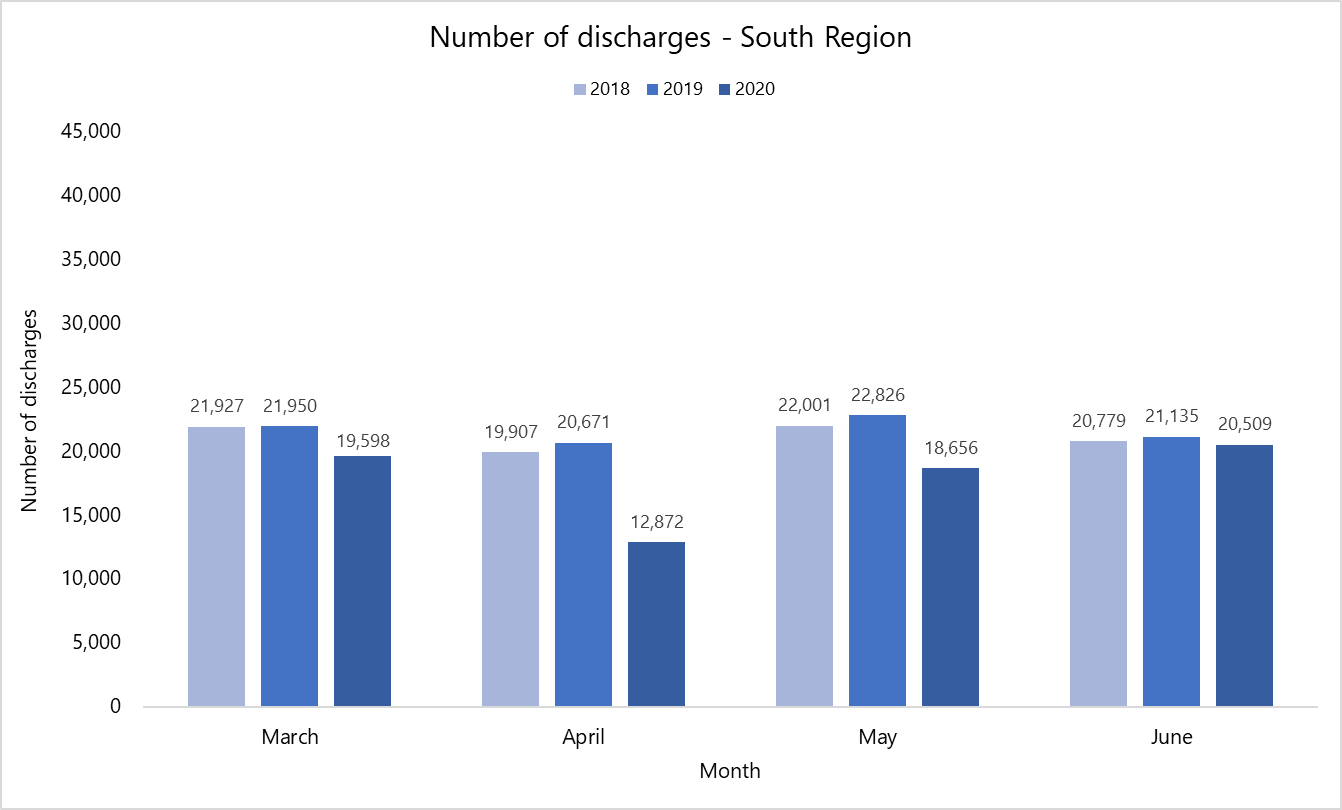 Number of discharges - South Region
2018 2019 2020
45,000
40,000
35,000
30,000
25,000
20,000
15,000
10,000
5,000
0
Number of discharges
21,927 21,950 19,598
19,907 20,671 12,872
22,001 22,826 18,656
20,779 21,135 20,509
March April May June
Month